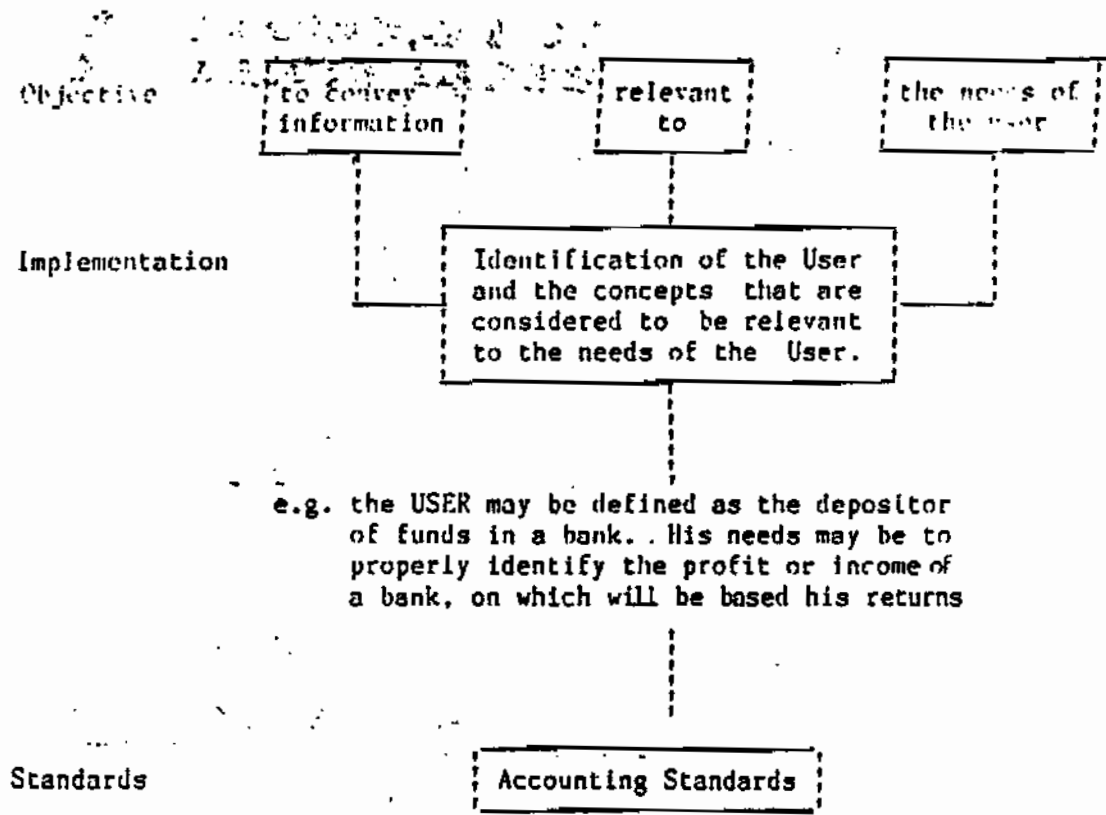 Objective
to convey
information
relevant
to
the needs of
the user
Implementation
Identification of the User
and the concepts that are
considered to be relevant
to the needs of the User.
e.g. the USER may be defined as the depositor
of funds in a bank. His needs may be to
properly identify the profit or income of
a bank, on which will be based his returns
Standards
Accounting Standards